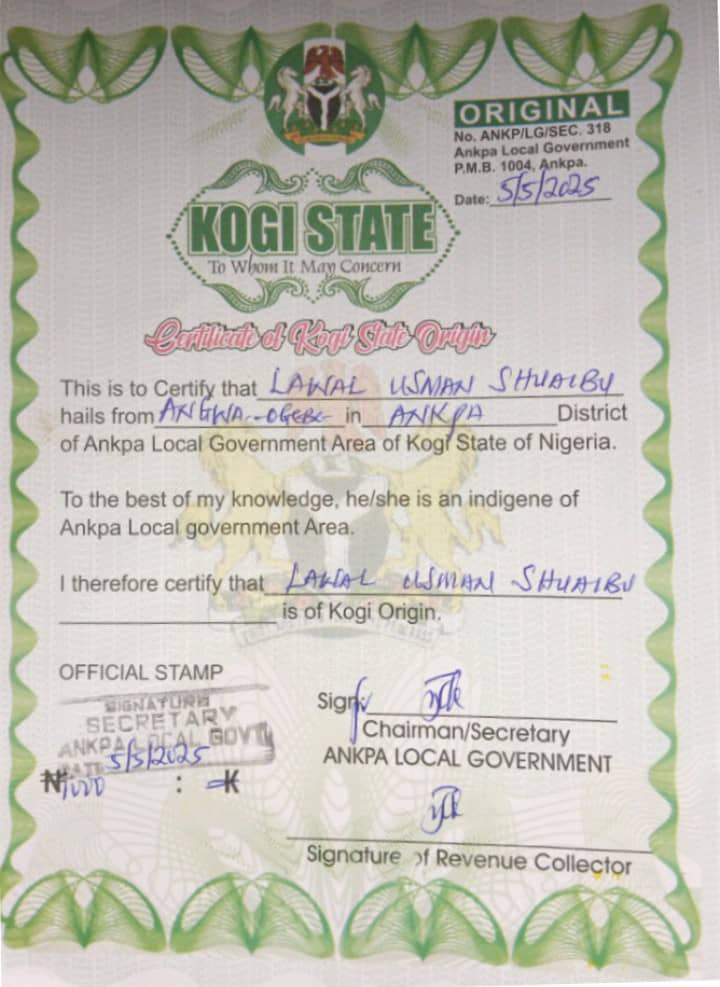 ORIGINAL
No. ANKP/LG/SEC. 318
Ankpa Local Government
P.M.B. 1004, Ankpa.
Date: 5/5/2025
KOGI STATE
To Whom It May Concern
Certificate of Kogi State Origin
This is to Certify that LAWAL USMAN SHUAIBU
hails from ANGWA-OGEBE in ANKPA District
of Ankpa Local Government Area of Kogi State of Nigeria.
To the best of my knowledge, he/she is an indigene of
Ankpa Local government Area.
I therefore certify that LAWAL USMAN SHUAIBU
is of Kogi Origin.
OFFICIAL STAMP
SIGNATURE
SECRETARY
ANKPA LOCAL GOVT
DATE 5/5/2025
₦ : K
Sign:
Chairman/Secretary
ANKPA LOCAL GOVERNMENT
Signature of Revenue Collector